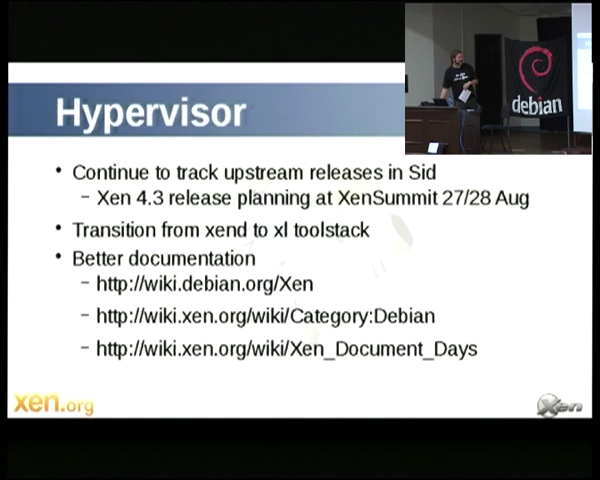 Hypervisor
debian
• Continue to track upstream releases in Sid
– Xen 4.3 release planning at XenSummit 27/28 Aug
• Transition from xend to xl toolstack
• Better documentation
– http://wiki.debian.org/Xen
– http://wiki.xen.org/wiki/Category:Debian
– http://wiki.xen.org/wiki/Xen_Document_Days
xen.org
Xen